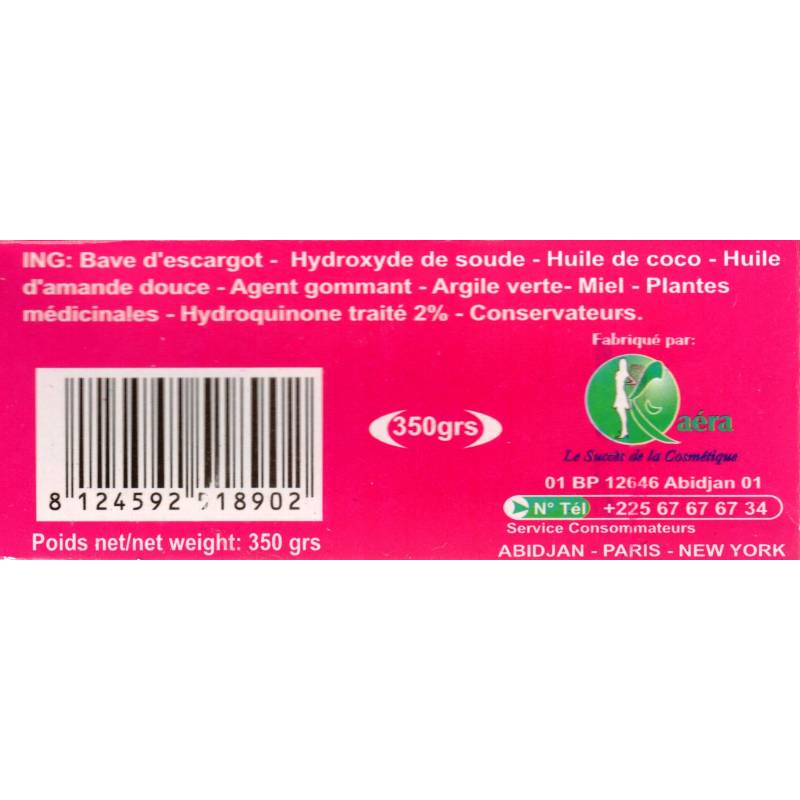 ING: Bave d'escargot - Hydroxyde de soude - Huile de coco - Huile
d'amande douce - Agent gommant - Argile verte- Miel - Plantes
médicinales - Hydroquinone traité 2% - Conservateurs.
Fabriqué par:
Kaéra
Le Succès de la Cosmétique
350grs
01 BP 12646 Abidjan 01
N° Tél +225 67 67 67 34
Service Consommateurs
ABIDJAN - PARIS - NEW YORK
8 124592 518902
Poids net/net weight: 350 grs